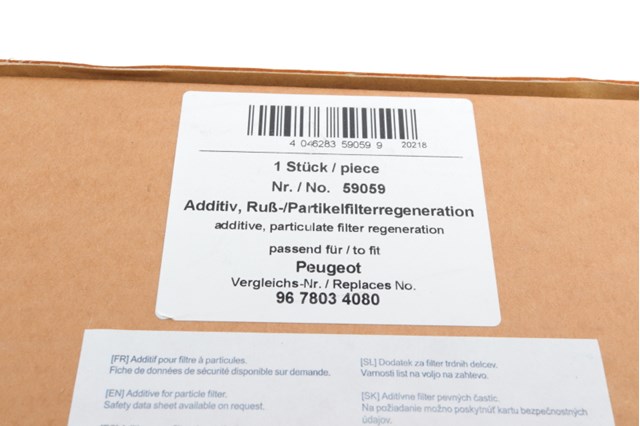 4 046283 59059 9 20218
1 Stück / piece
Nr. / No. 59059
Additiv, Ruß-/Partikelfilterregeneration
additive, particulate filter regeneration
passend für / to fit
Peugeot
Vergleichs-Nr. / Replaces No.
96 7803 4080
[FR] Additif pour filtre à particules.
Fiche de données de sécurité disponible sur demande.
[EN] Additive for particle filter.
Safety data sheet available on request.
[SL] Dodatek za filter trdnih delcev.
Varnosti list na voljo na zahtevo.
[SK] Aditívne filter pevných častic.
Na požiadanie možno poskytnúť kartu bezpečnostných
údajov.